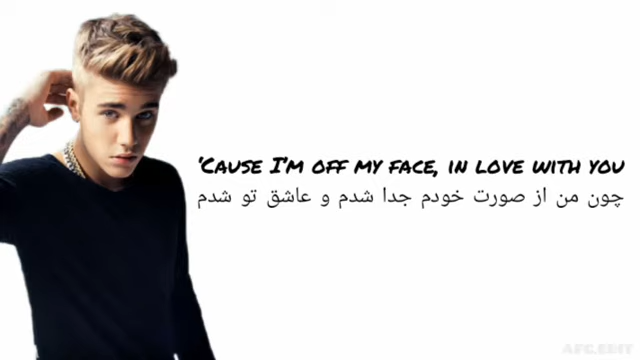 'Cause I'm off my face, in love with you
چون من از صورت خودم جدا شدم و عاشق تو شدم
AFG.EDIT